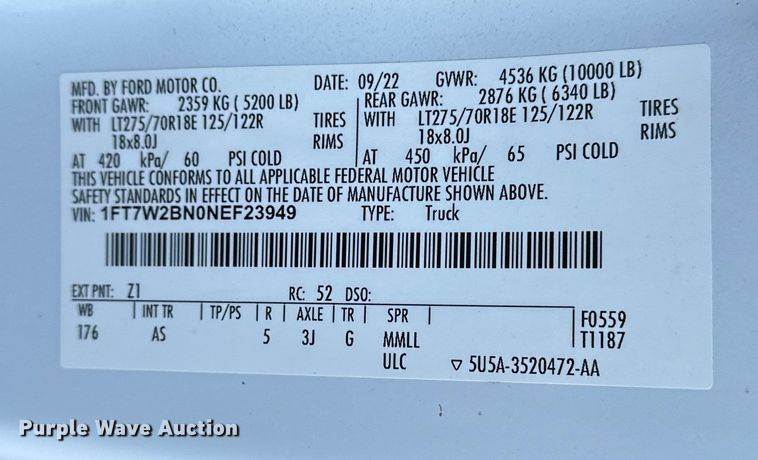 MFD. BY FORD MOTOR CO. DATE: 09/22 GVWR: 4536 KG (10000 LB)
FRONT GAWR: 2359 KG ( 5200 LB) REAR GAWR: 2876 KG ( 6340 LB)
WITH LT275/70R18E 125/122R TIRES WITH LT275/70R18E 125/122R TIRES
18x8.0J RIMS 18x8.0J RIMS
AT 420 kPa/ 60 PSI COLD AT 450 kPa/ 65 PSI COLD
THIS VEHICLE CONFORMS TO ALL APPLICABLE FEDERAL MOTOR VEHICLE
SAFETY STANDARDS IN EFFECT ON THE DATE OF MANUFACTURE SHOWN ABOVE.
VIN: 1FT7W2BN0NEF23949 TYPE: Truck
EXT PNT: Z1 RC: 52 DSO:
WB INT TR TP/PS R AXLE TR SPR F0559
176 AS 5 3J G MMLL T1187
ULC ▽ 5U5A-3520472-AA
Purple Wave Auction